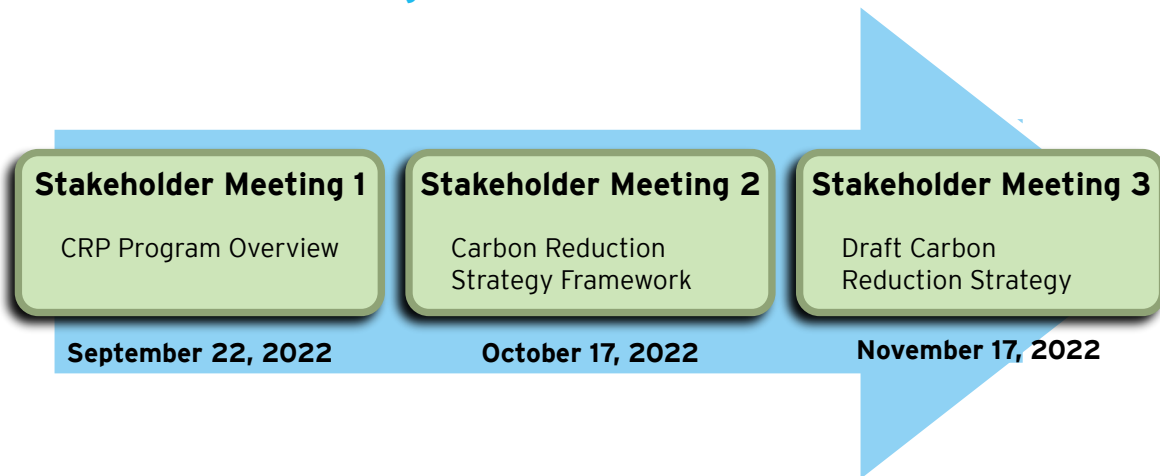 Stakeholder Meeting 1
CRP Program Overview
September 22, 2022
Stakeholder Meeting 2
Carbon Reduction
Strategy Framework
October 17, 2022
Stakeholder Meeting 3
Draft Carbon
Reduction Strategy
November 17, 2022